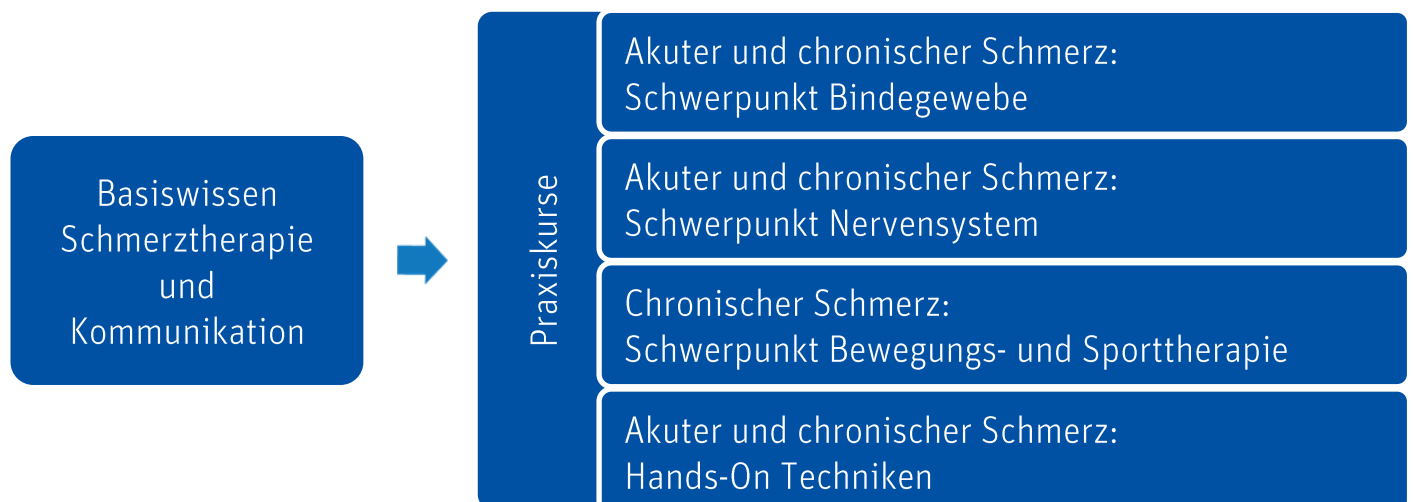 Basiswissen
Schmerztherapie
und
Kommunikation
Praxiskurse
Akuter und chronischer Schmerz:
Schwerpunkt Bindegewebe
Akuter und chronischer Schmerz:
Schwerpunkt Nervensystem
Chronischer Schmerz:
Schwerpunkt Bewegungs- und Sporttherapie
Akuter und chronischer Schmerz:
Hands-On Techniken